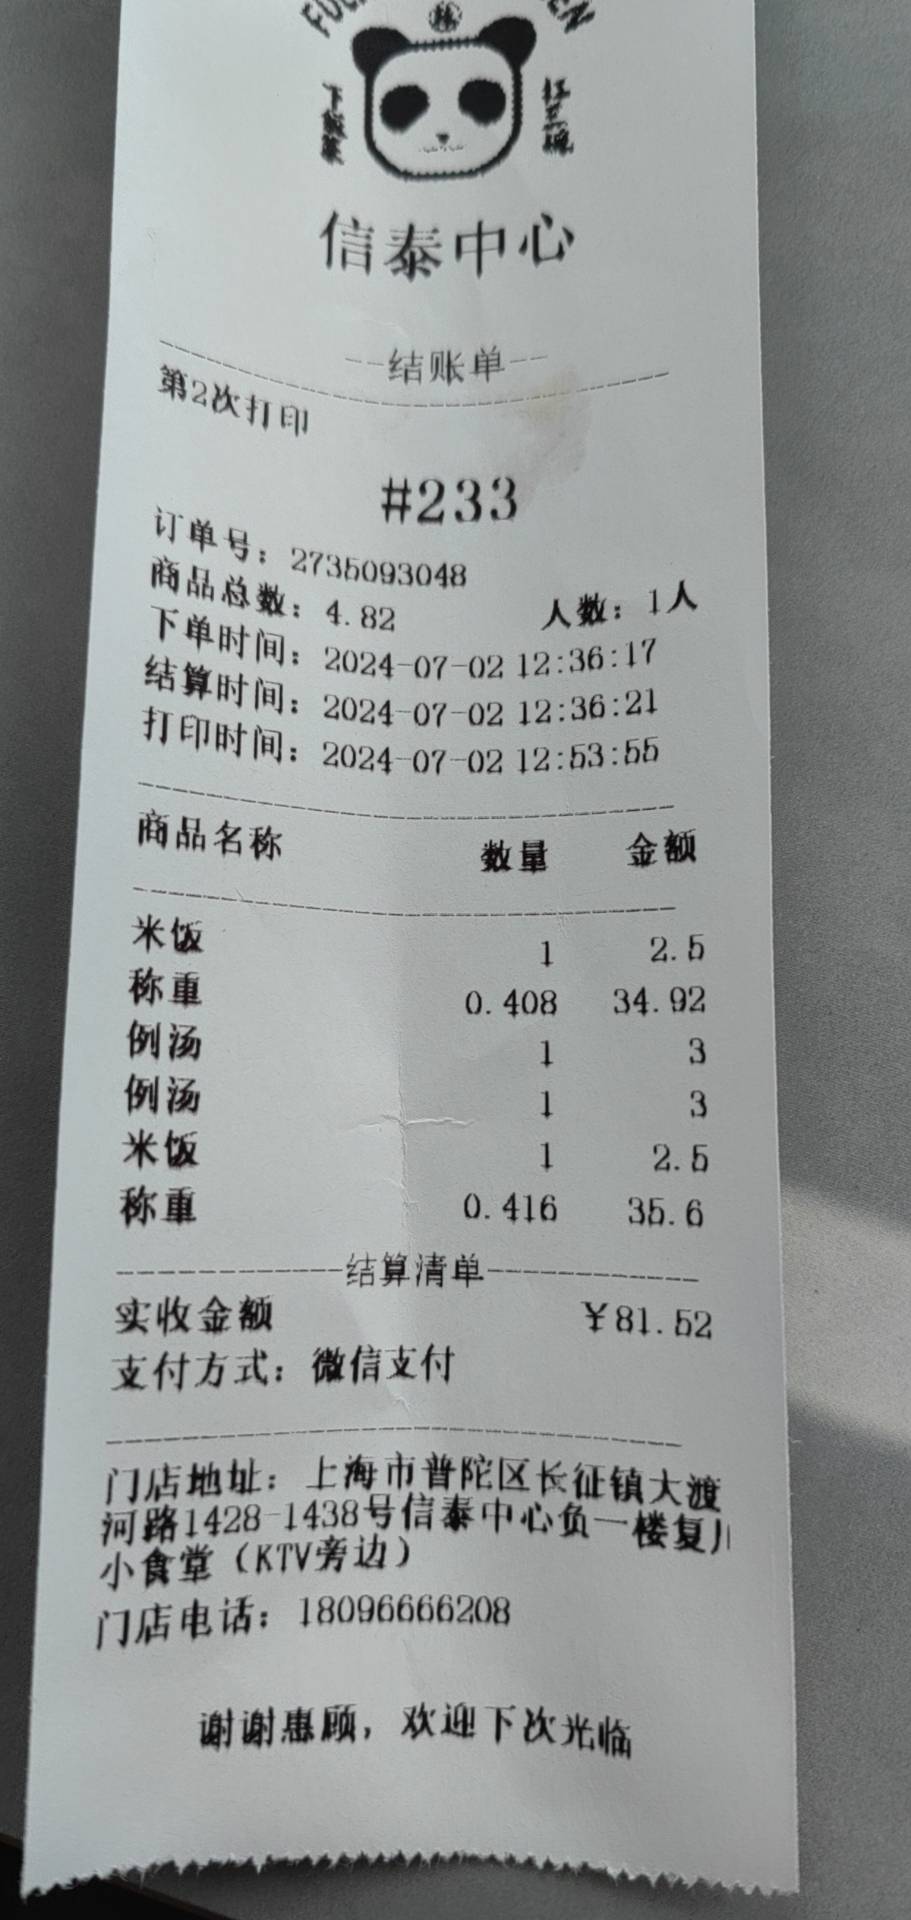 信泰中心
--结账单--
第2次打印
#233
订单号：2735093048
商品总数：4.82 人数：1人
下单时间：2024-07-02 12:36:17
结算时间：2024-07-02 12:36:21
打印时间：2024-07-02 12:53:55
商品名称 数量 金额
米饭 1 2.5
称重 0.408 34.92
例汤 1 3
例汤 1 3
米饭 1 2.5
称重 0.416 35.6
结算清单
实收金额 ¥81.52
支付方式：微信支付
门店地址：上海市普陀区长征镇大渡
河路1428-1438号信泰中心负一楼复
小食堂（KTV旁边）
门店电话：18096666208
谢谢惠顾，欢迎下次光临